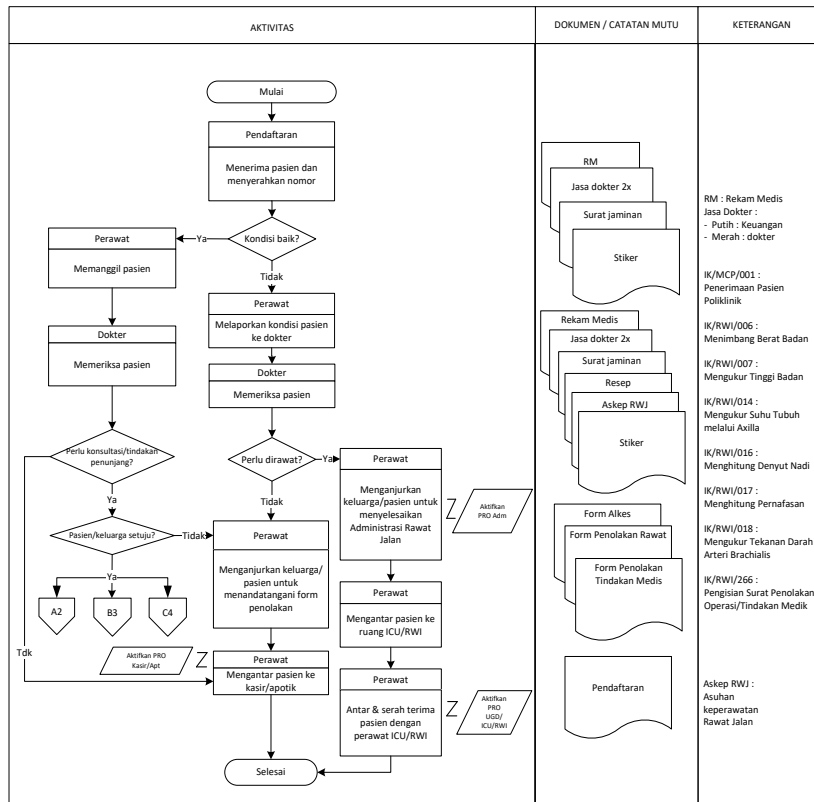 AKTIVITAS
DOKUMEN / CATATAN MUTU
KETERANGAN
Mulai
Pendaftaran
Menerima pasien dan
menyerahkan nomor
Kondisi baik?
Ya
Tidak
Perawat
Memanggil pasien
Dokter
Memeriksa pasien
Perlu konsultasi/tindakan
penunjang?
Ya
Tdk
Pasien/keluarga setuju?
Tidak
Ya
A2
B3
C4
Perawat
Melaporkan kondisi pasien
ke dokter
Dokter
Memeriksa pasien
Perlu dirawat?
Ya
Tidak
Perawat
Menganjurkan keluarga/
pasien untuk
menandatangani form
penolakan
Aktifkan PRO
Kasir/Apt
Perawat
Mengantar pasien ke
kasir/apotik
Selesai
Perawat
Menganjurkan
keluarga/pasien untuk
menyelesaikan
Administrasi Rawat
Jalan
Aktifkan
PRO Adm
Perawat
Mengantar pasien ke
ruang ICU/RWI
Perawat
Antar & serah terima
pasien dengan
perawat ICU/RWI
Aktifkan
PRO
UGD/
ICU/RWI
RM
Jasa dokter 2x
Surat jaminan
Stiker
Rekam Medis
Jasa dokter 2x
Surat jaminan
Resep
Askep RWJ
Stiker
Form Alkes
Form Penolakan Rawat
Form Penolakan
Tindakan Medis
Pendaftaran
RM : Rekam Medis
Jasa Dokter :
- Putih : Keuangan
- Merah : dokter
IK/MCP/001 :
Penerimaan Pasien
Poliklinik
IK/RWI/006 :
Menimbang Berat Badan
IK/RWI/007 :
Mengukur Tinggi Badan
IK/RWI/014 :
Mengukur Suhu Tubuh
melalui Axilla
IK/RWI/016 :
Menghitung Denyut Nadi
IK/RWI/017 :
Menghitung Pernafasan
IK/RWI/018 :
Mengukur Tekanan Darah
Arteri Brachialis
IK/RWI/266 :
Pengisian Surat Penolakan
Operasi/Tindakan Medik
Askep RWJ :
Asuhan
keperawatan
Rawat Jalan